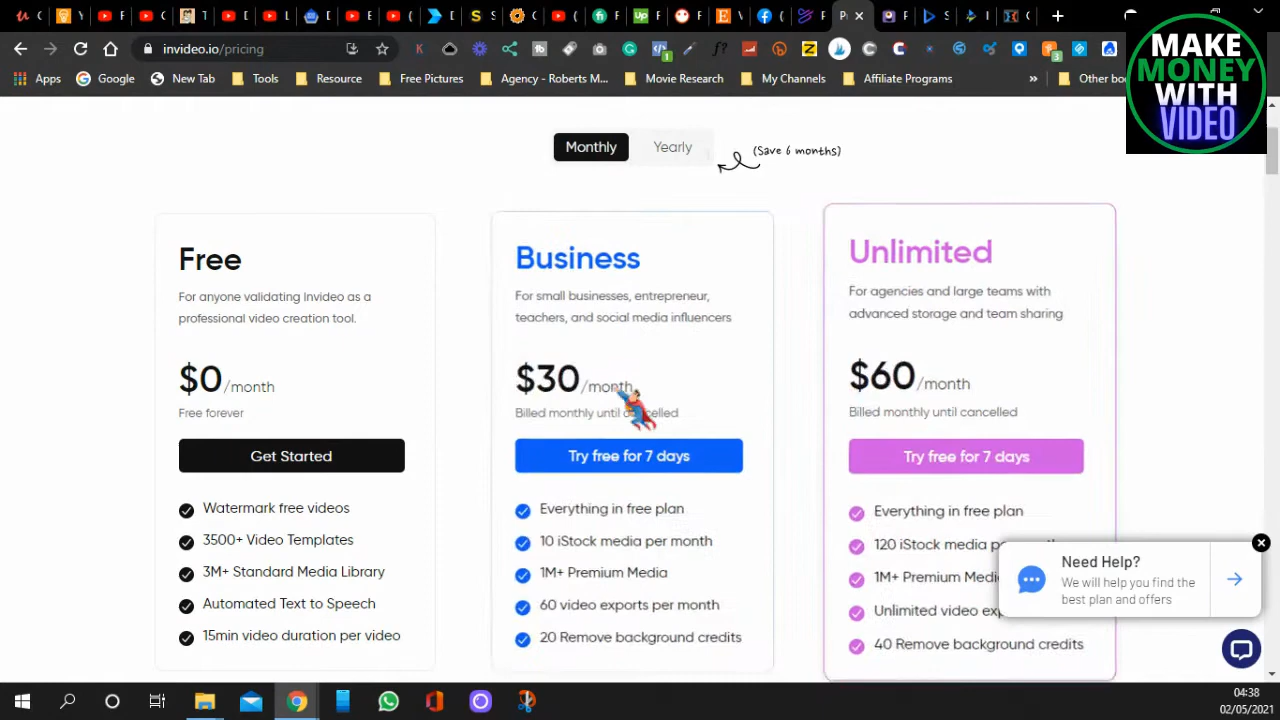 invideo.io/pricing
Apps
Google
New Tab
Tools
Resource
Free Pictures
Agency - Roberts M...
Movie Research
My Channels
Affiliate Programs
»
Other boo
MAKE
MONEY
WITH
VIDEO
Monthly
Yearly
(Save 6 months)
Free
For anyone validating Invideo as a
professional video creation tool.
$0/month
Free forever
Get Started
Watermark free videos
3500+ Video Templates
3M+ Standard Media Library
Automated Text to Speech
15min video duration per video
Business
For small businesses, entrepreneur,
teachers, and social media influencers
$30/month
Billed monthly until cancelled
Try free for 7 days
Everything in free plan
10 iStock media per month
1M+ Premium Media
60 video exports per month
20 Remove background credits
Unlimited
For agencies and large teams with
advanced storage and team sharing
$60/month
Billed monthly until cancelled
Try free for 7 days
Everything in free plan
120 iStock media p
1M+ Premium Medi
Unlimited video exp
40 Remove background credits
Need Help?
We will help you find the
best plan and offers
04:38
02/05/2021